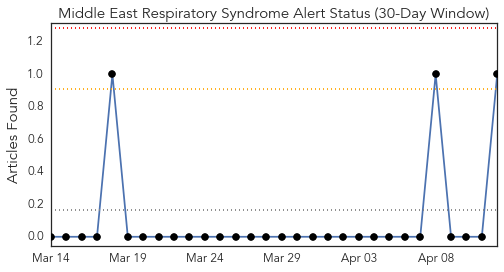 Middle East Respiratory Syndrome Alert Status (30-Day Window)
Articles Found
1.2
1.0
0.8
0.6
0.4
0.2
0.0
Mar 14 Mar 19 Mar 24 Mar 29 Apr 03 Apr 08